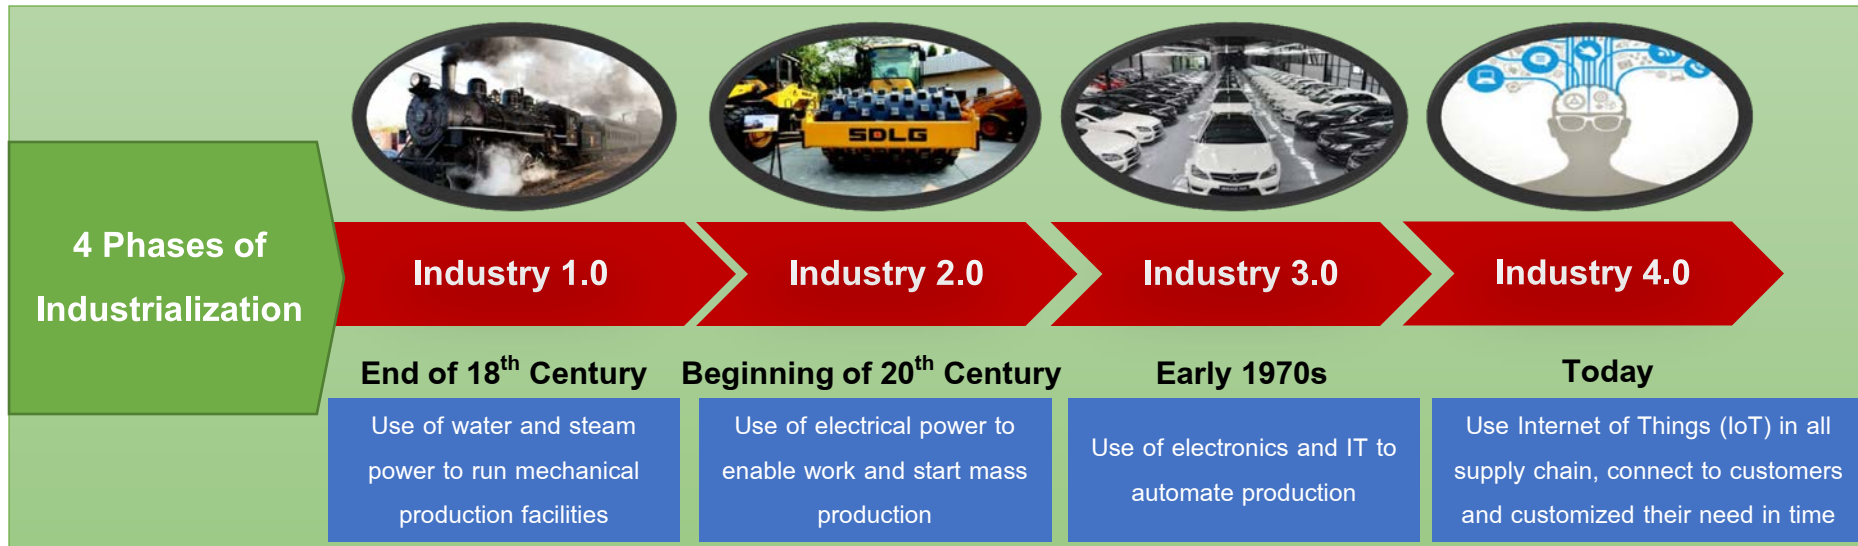 SDLG
4 Phases of
Industrialization
Industry 1.0
Industry 2.0
Industry 3.0
Industry 4.0
End of 18th Century
Beginning of 20th Century
Early 1970s
Today
Use of water and steam
power to run mechanical
production facilities
Use of electrical power to
enable work and start mass
production
Use of electronics and IT to
automate production
Use Internet of Things (IoT) in all
supply chain, connect to customers
and customized their need in time